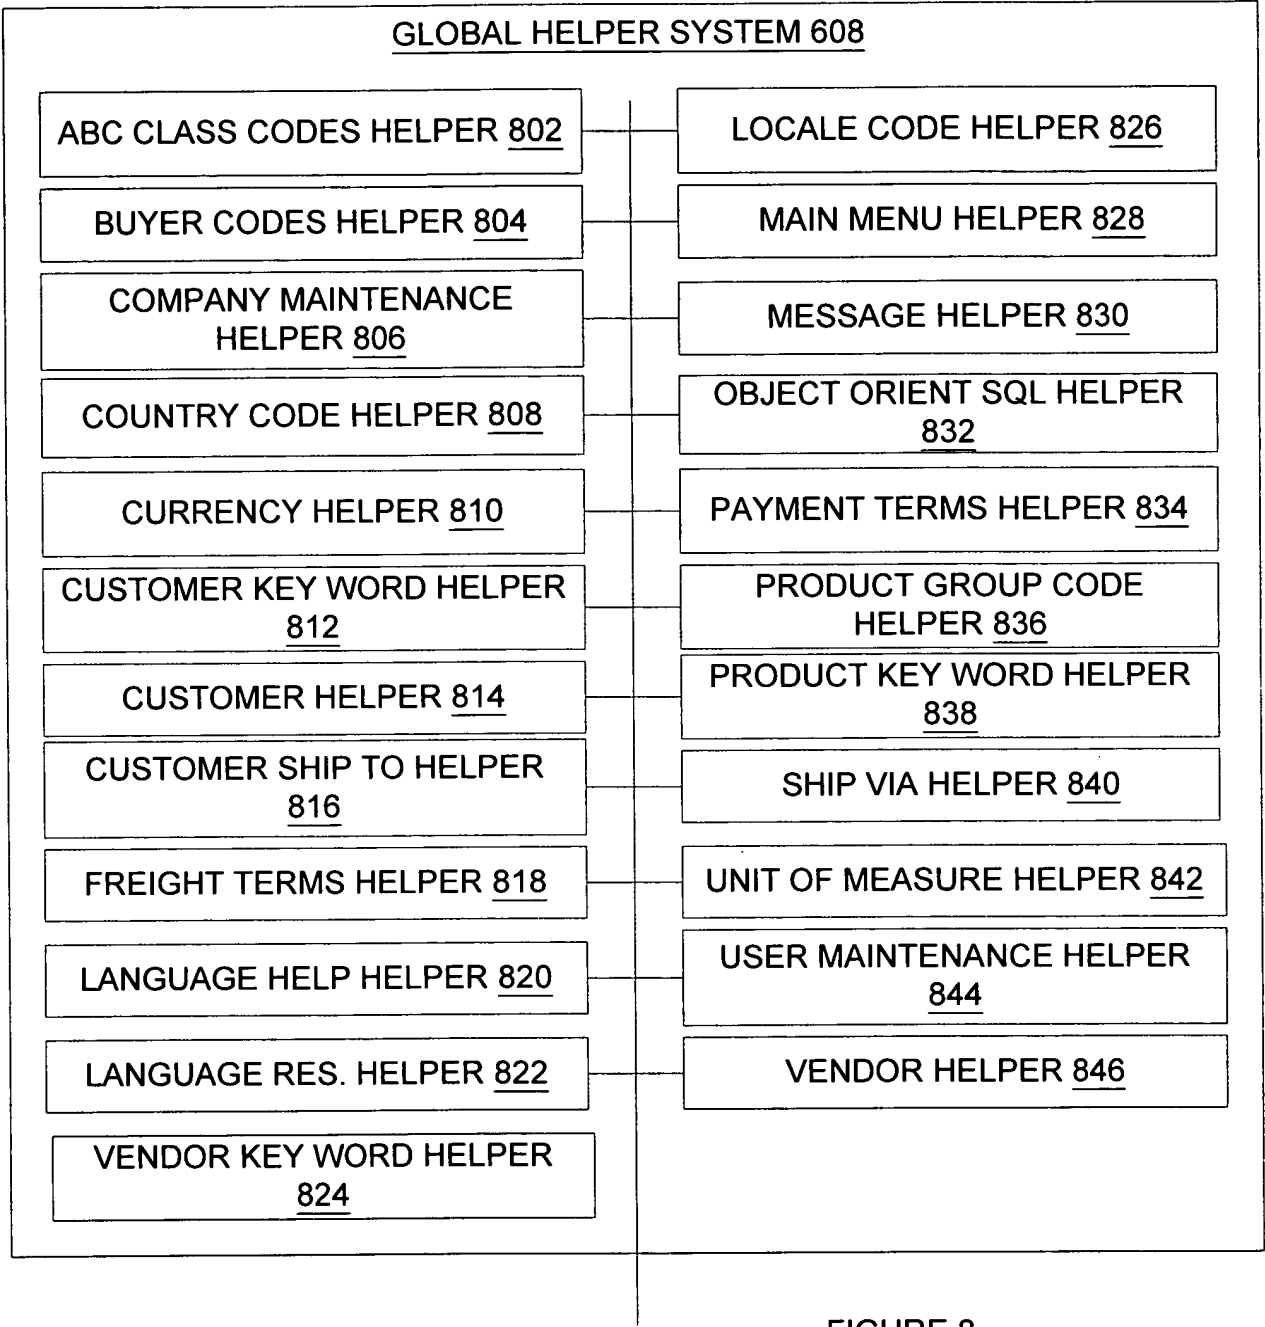 GLOBAL HELPER SYSTEM 608
ABC CLASS CODES HELPER 802
BUYER CODES HELPER 804
COMPANY MAINTENANCE
HELPER 806
COUNTRY CODE HELPER 808
CURRENCY HELPER 810
CUSTOMER KEY WORD HELPER
812
CUSTOMER HELPER 814
CUSTOMER SHIP TO HELPER
816
FREIGHT TERMS HELPER 818
LANGUAGE HELP HELPER 820
LANGUAGE RES. HELPER 822
VENDOR KEY WORD HELPER
824
LOCALE CODE HELPER 826
MAIN MENU HELPER 828
MESSAGE HELPER 830
OBJECT ORIENT SQL HELPER
832
PAYMENT TERMS HELPER 834
PRODUCT GROUP CODE
HELPER 836
PRODUCT KEY WORD HELPER
838
SHIP VIA HELPER 840
UNIT OF MEASURE HELPER 842
USER MAINTENANCE HELPER
844
VENDOR HELPER 846
FIGURE 8